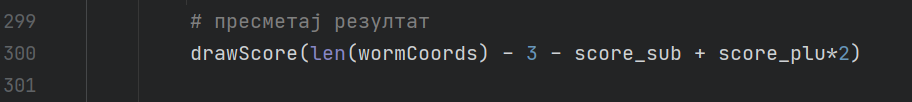 299 # пресметај резултат
300 drawScore(len(wormCoords) - 3 - score_sub + score_plu*2)
301